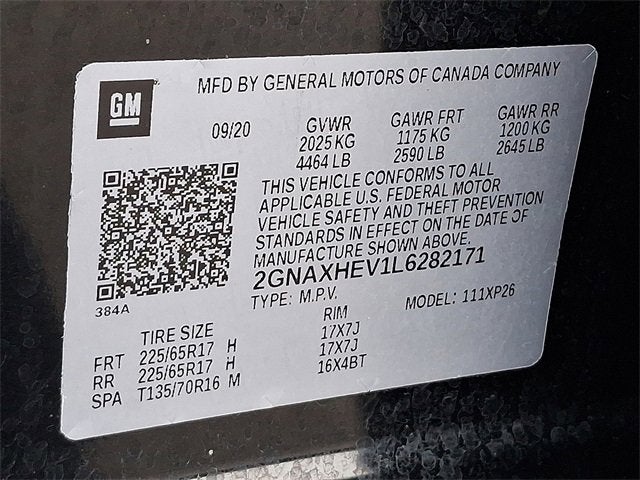 MFD BY GENERAL MOTORS OF CANADA COMPANY
GM
09/20 GVWR GAWR FRT GAWR RR
2025 KG 1175 KG 1200 KG
4464 LB 2590 LB 2645 LB
THIS VEHICLE CONFORMS TO ALL
APPLICABLE U.S. FEDERAL MOTOR
VEHICLE SAFETY AND THEFT PREVENTION
STANDARDS IN EFFECT ON THE DATE OF
MANUFACTURE SHOWN ABOVE.
2GNAXHEV1L6282171
384A
TYPE: M.P.V. MODEL: 111XP26
TIRE SIZE RIM
FRT 225/65R17 H 17X7J
RR 225/65R17 H 17X7J
SPA T135/70R16 M 16X4BT